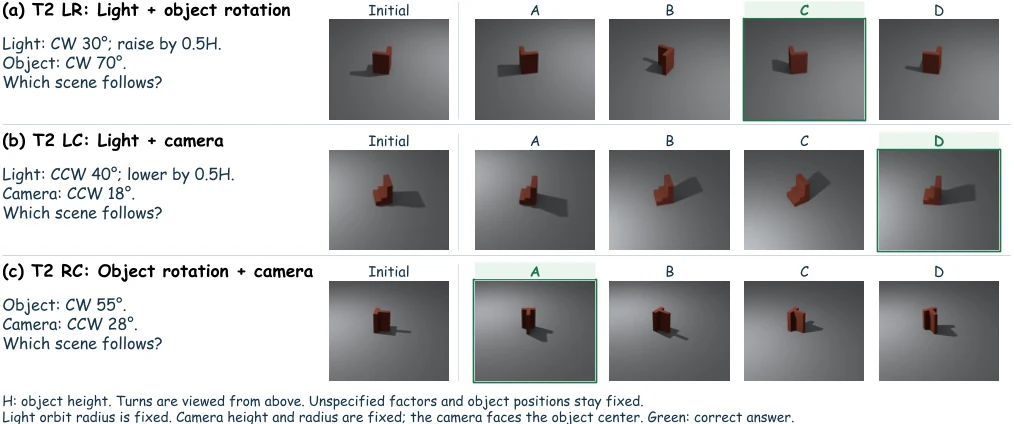 (a) T2 LR: Light + object rotation
Initial A B C D
Light: CW 30°; raise by 0.5H.
Object: CW 70°.
Which scene follows?
(b) T2 LC: Light + camera
Initial A B C D
Light: CCW 40°; lower by 0.5H.
Camera: CCW 18°.
Which scene follows?
(c) T2 RC: Object rotation + camera
Initial A B C D
Object: CW 55°.
Camera: CCW 28°.
Which scene follows?
H: object height. Turns are viewed from above. Unspecified factors and object positions stay fixed.
Light orbit radius is fixed. Camera height and radius are fixed; the camera faces the object center. Green: correct answer.